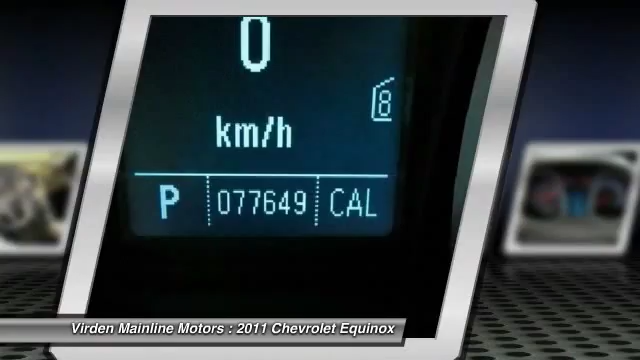 0
8
km/h
P 077649 CAL
Virden Mainline Motors : 2011 Chevrolet Equinox